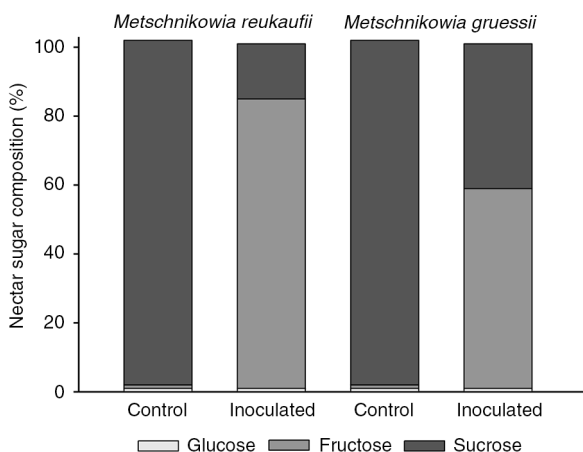 Metschnikowia reukaufii Metschnikowia gruessii
Nectar sugar composition (%)
100
80
60
40
20
0
Control Inoculated Control Inoculated
Glucose Fructose Sucrose